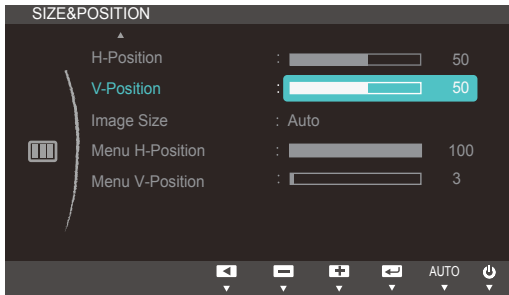 SIZE&POSITION
H-Position : 50
V-Position : 50
Image Size : Auto
Menu H-Position : 100
Menu V-Position : 3
AUTO